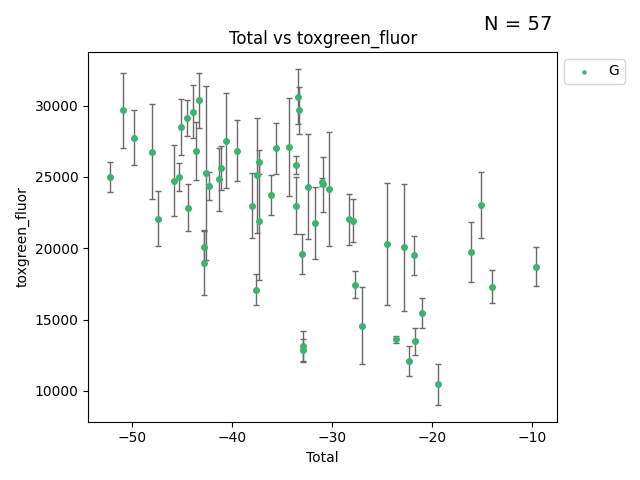 N = 57
Total vs toxgreen_fluor
G
toxgreen_fluor
30000
25000
20000
15000
10000
−50 −40 −30 −20 −10
Total